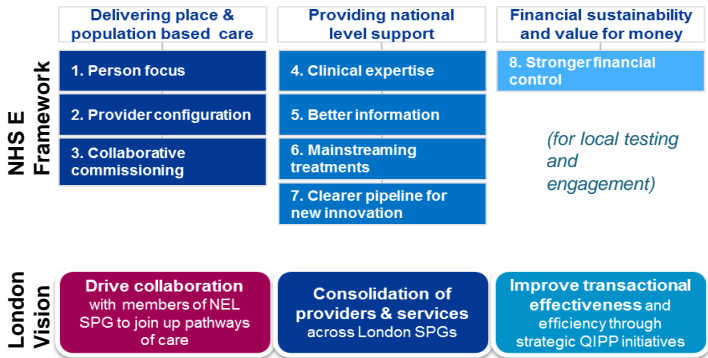 Delivering place &
population based care
Providing national
level support
Financial sustainability
and value for money
NHS E
Framework
1. Person focus
2. Provider configuration
3. Collaborative
commissioning
4. Clinical expertise
5. Better information
6. Mainstreaming
treatments
7. Clearer pipeline for
new innovation
8. Stronger financial
control
(for local testing
and
engagement)
London
Vision
Drive collaboration
with members of NEL
SPG to join up pathways
of care
Consolidation of
providers & services
across London SPGs
Improve transactional
effectiveness and
efficiency through
strategic QIPP initiatives